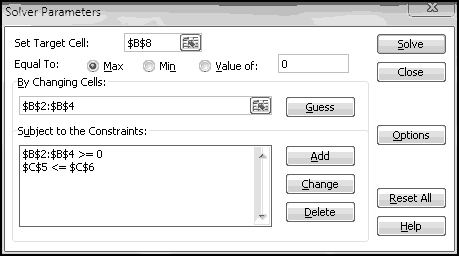 Solver Parameters
Set Target Cell: $B$8 Solve
Equal To: Max Min Value of: 0 Close
By Changing Cells:
$B$2:$B$4 Guess
Subject to the Constraints: Options
$B$2:$B$4 >= 0 Add
$C$5 <= $C$6
Change
Reset All
Delete
Help